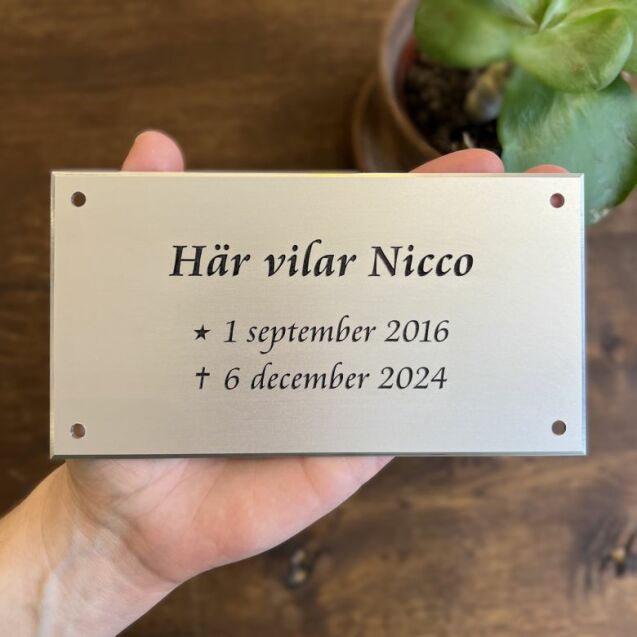 Här vilar Nicco
★ 1 september 2016
✝ 6 december 2024